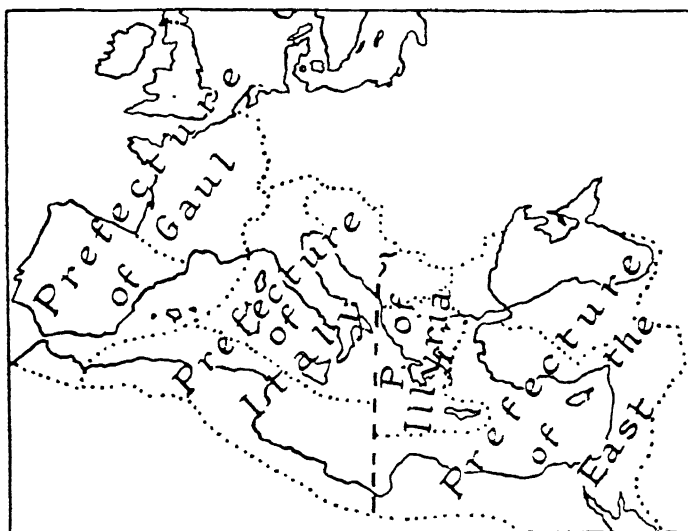 Prefecture
of Gaul
Prefecture
of
Italy
P. of
Illyria
Prefecture
of the
East